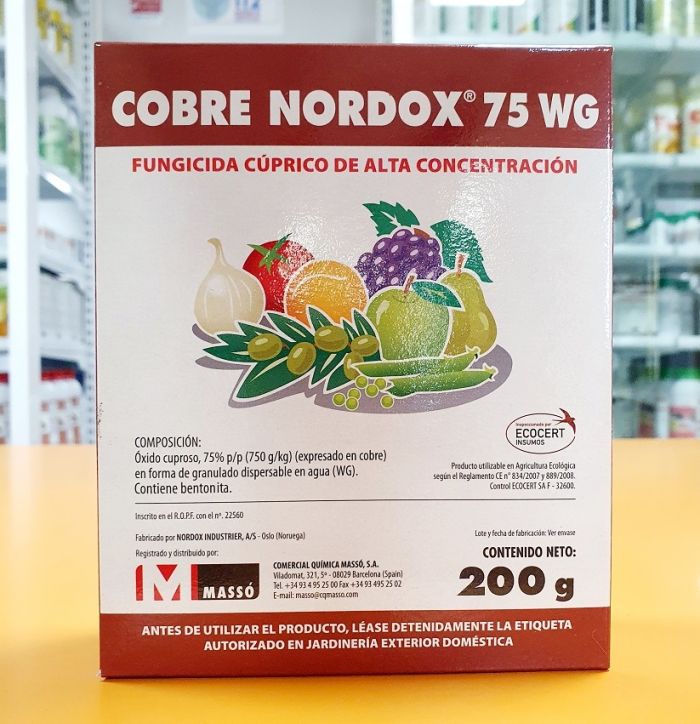 COBRE NORDOX® 75 WG
FUNGICIDA CÚPRICO DE ALTA CONCENTRACIÓN
COMPOSICIÓN:
Óxido cuproso, 75% p/p (750 g/kg) (expresado en cobre)
en forma de granulado dispersable en agua (WG).
Contiene bentonita.
Inspeccionado por
ECOCERT
INSUMOS
Producto utilizable en Agricultura Ecológica
según el Reglamento CE n° 834/2007 y 889/2008.
Control ECOCERT SA F - 32600.
Inscrito en el R.O.P.F. con el nº. 22560
Fabricado por NORDOX INDUSTRIER, A/S - Oslo (Noruega)
Registrado y distribuido por:
M MASSÓ
COMERCIAL QUÍMICA MASSÓ, S.A.
Viladomat, 321, 5º - 08029 Barcelona (Spain)
Tel. +34 93 4 95 25 00 Fax +34 93 495 25 02
E-mail: masso@cqmasso.com
Lote y fecha de fabricación: Ver envase
CONTENIDO NETO:
200 g
ANTES DE UTILIZAR EL PRODUCTO, LÉASE DETENIDAMENTE LA ETIQUETA
AUTORIZADO EN JARDINERÍA EXTERIOR DOMÉSTICA